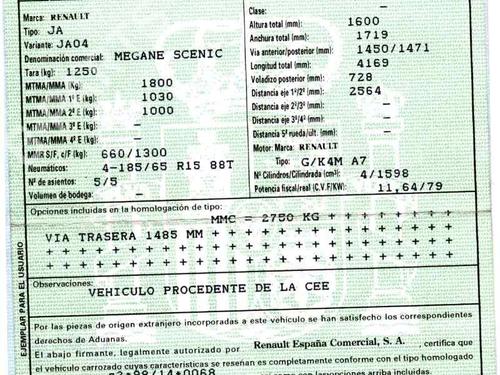 Marca: RENAULT
Tipo: JA
Variante: JA04
Denominación comercial: MEGANE SCENIC
Tara (kg): 1250
MTMA/MMA (Kg): 1800
MTMA/MMA 1º E (kg): 1030
MTMA/MMA 2º E (kg): 1000
MTMA/MMA 3º E (kg): —
MTMA/MMA 4º E (kg): —
MMR S/F, c/F (kg): 660/1300
Neumáticos: 4-185/65 R15 88T
Nº de asientos: 5/5
Volumen de bodega: —
Clase: —
Altura total (mm): 1600
Anchura total (mm): 1719
Vía anterior/posterior (mm): 1450/1471
Longitud total (mm): 4169
Voladizo posterior (mm): 728
Distancia eje 1º/2º (mm): 2564
Distancia eje 2º/3º (mm): —
Distancia eje 3º/4º (mm): —
Distancia 5ª rueda/ult. (mm): —
Motor: Marca: RENAULT
Tipo: G/K4M A7
Nº Cilindros/Cilindrada (cm³): 4/1598
Potencia fiscal/real (C.V.F/KW): 11,64/79
Opciones incluidas en la homologación de tipo:
MMC = 2750 KG + + + + + + + + +
VIA TRASERA 1485 MM + + + + + + + + + + + +
+ + + + + + + + + + + + + + + + + + + + + +
+ + + + + + + + + + + + + + + + + + + + + +
Observaciones:
VEHICULO PROCEDENTE DE LA CEE
Por las piezas de origen extranjero incorporadas a este vehículo se han satisfecho los correspondientes
derechos de Aduanas.
El abajo firmante, legalmente autorizado por Renault España Comercial, S. A. , certifica que
el vehículo carrozado cuyas características se reseñan es completamente conforme con el tipo homologado
e2*98/14*0068
EJEMPLAR PARA EL USUARIO